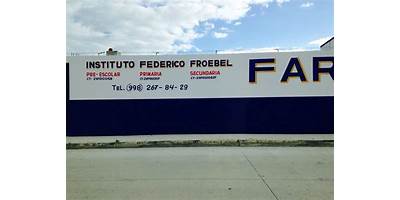 INSTITUTO FEDERICO FROEBEL
FAR
PRE-ESCOLAR PRIMARIA SECUNDARIA
TEL. (998) 267-84-29